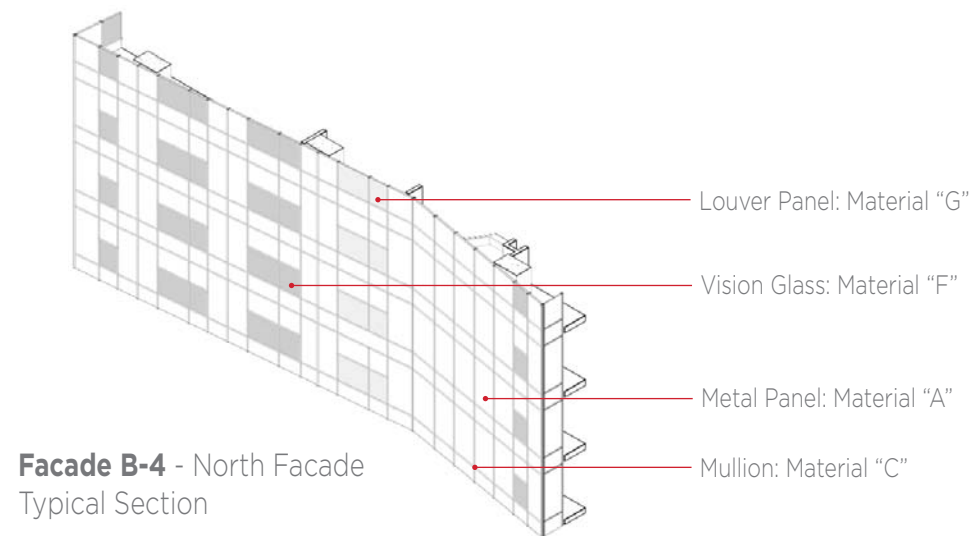 Louver Panel: Material “G”
Vision Glass: Material “F”
Metal Panel: Material “A”
Mullion: Material “C”
Facade B-4 - North Facade
Typical Section